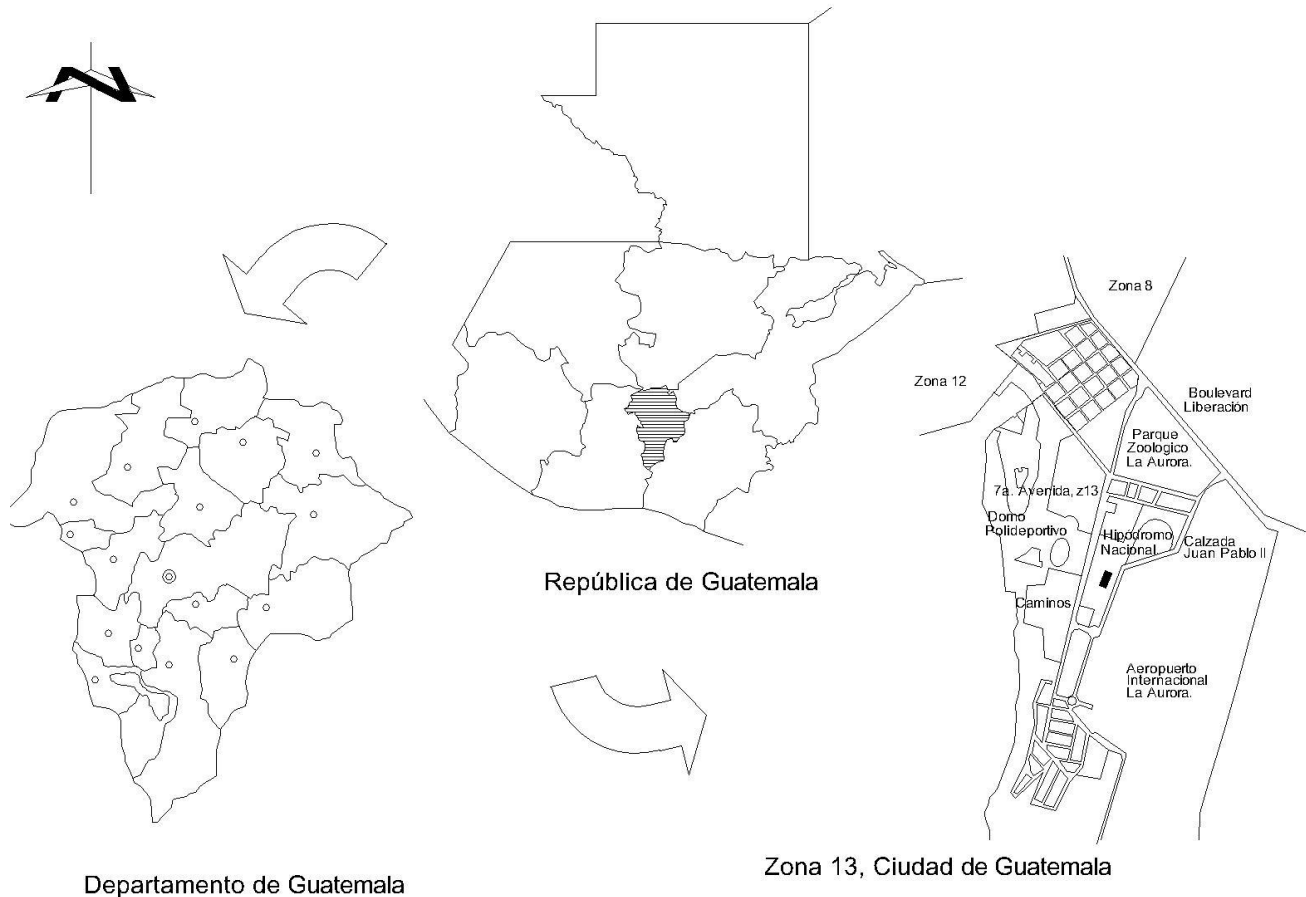 N
Zona 8
Zona 12
Boulevard
Liberación
Parque
Zoologico
La Aurora.
7a. Avenida, z13
Domo
Polideportivo
Hipódromo
Nacional.
Calzada
Juan Pablo II
República de Guatemala
Caminos
Aeropuerto
Internacional
La Aurora.
Zona 13, Ciudad de Guatemala
Departamento de Guatemala